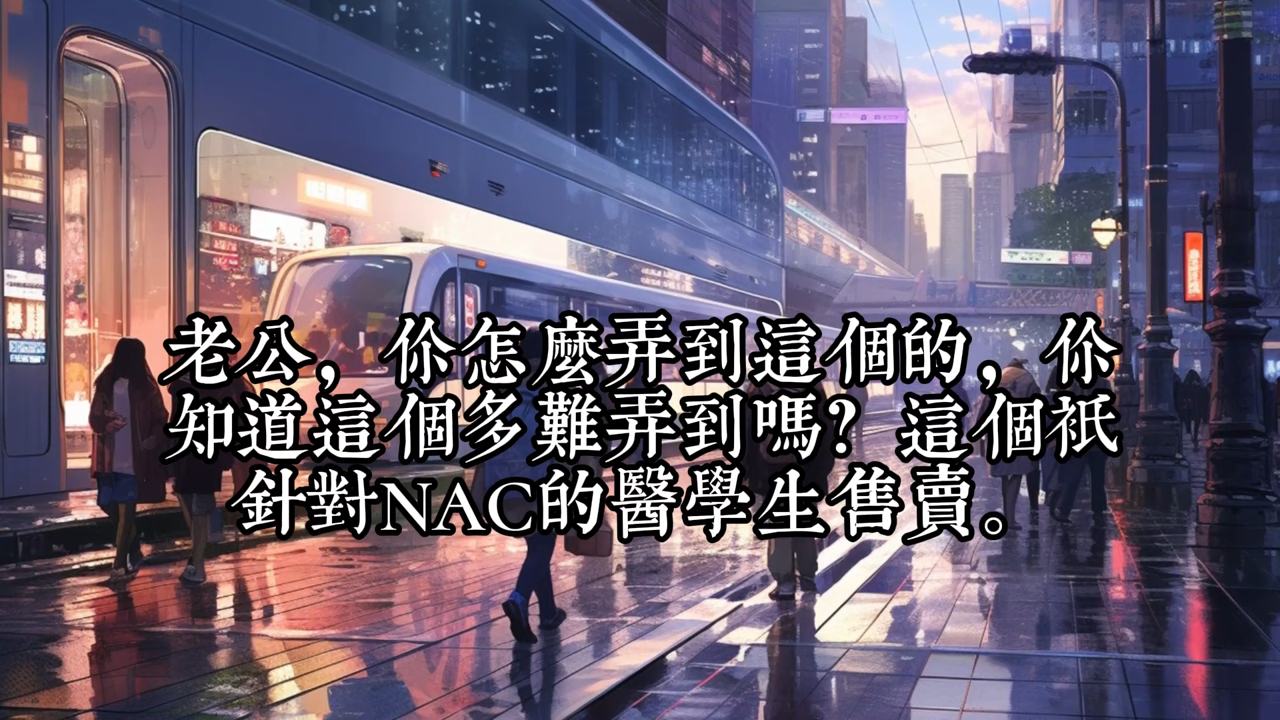 老公，伱怎麼弄到這個的，伱
知道這個多難弄到嗎？這個衹
針對NAC的醫學生售賣。